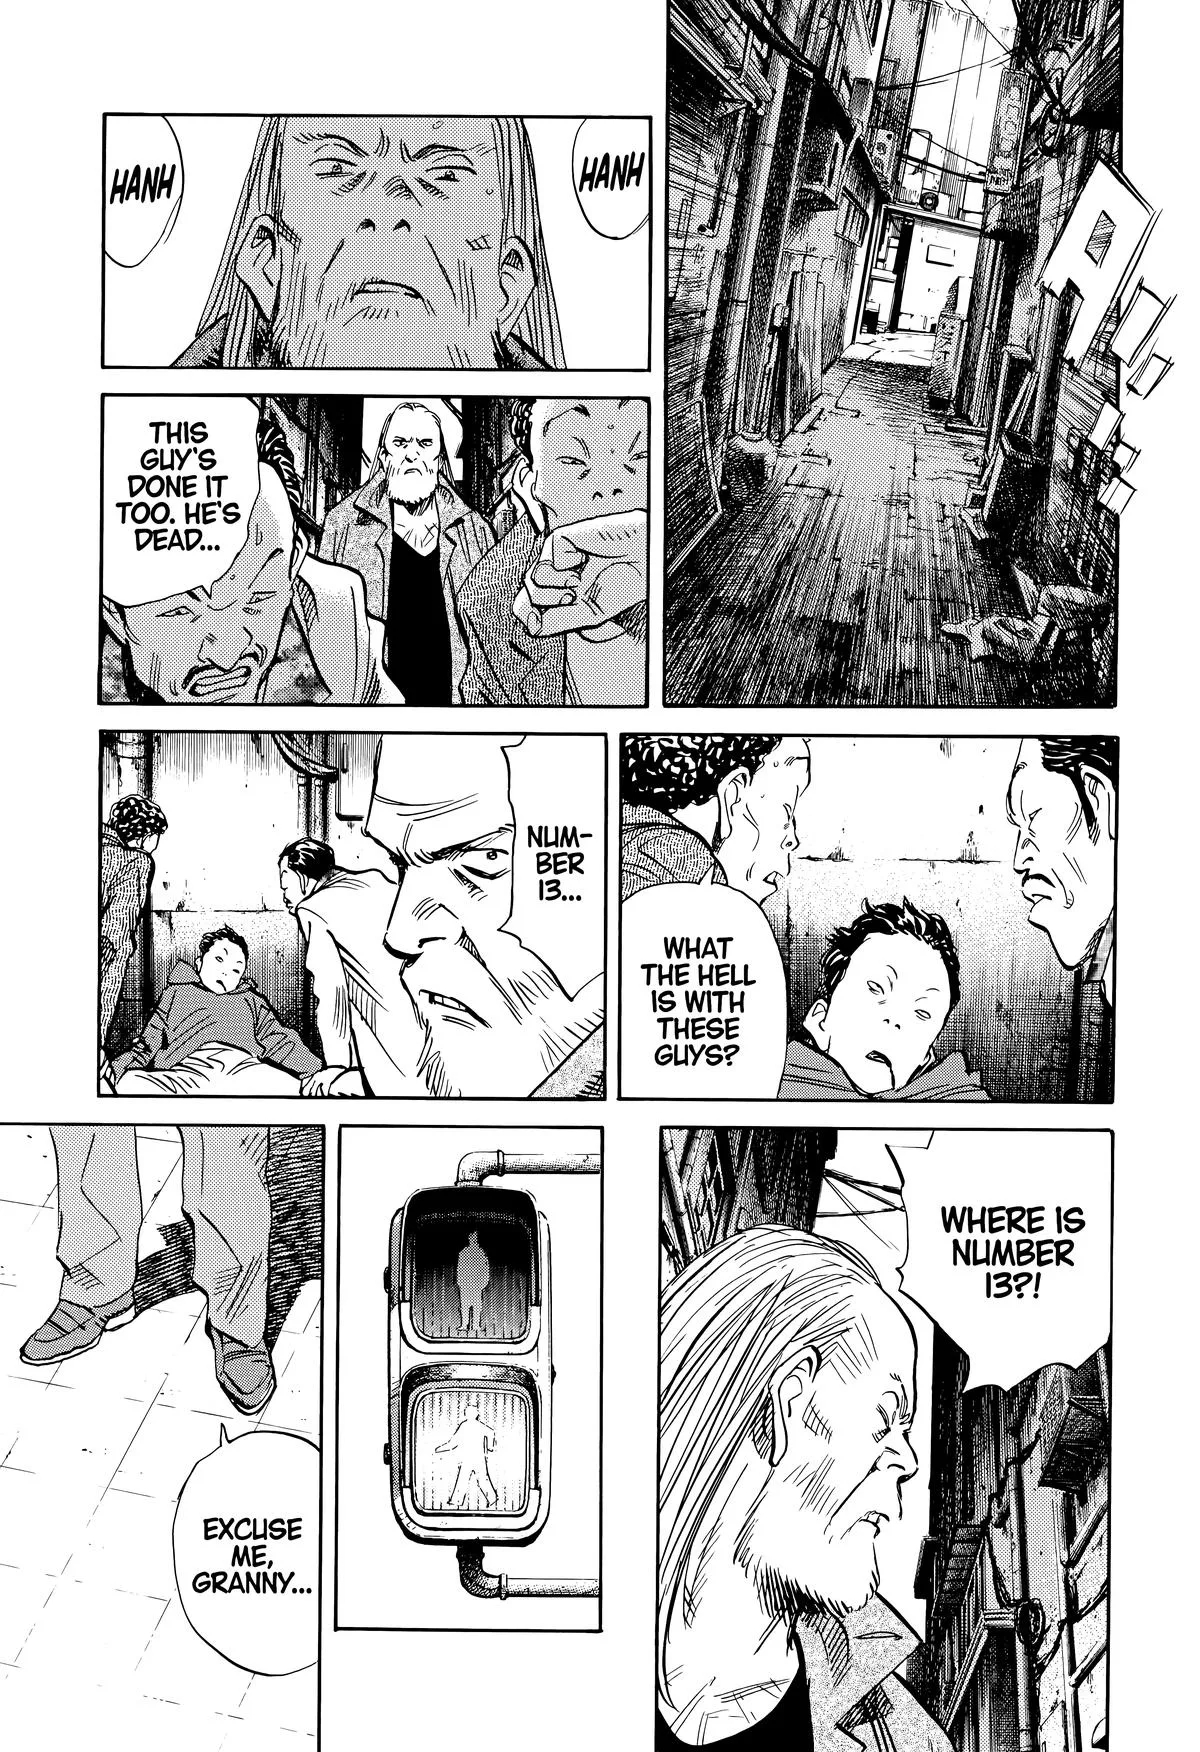 HANH
HANH
THIS
GUY'S
DONE IT
TOO. HE'S
DEAD...
WHAT
THE HELL
IS WITH
THESE
GUYS?
NUM-
BER
13...
WHERE IS
NUMBER
13?!
EXCUSE
ME,
GRANNY...